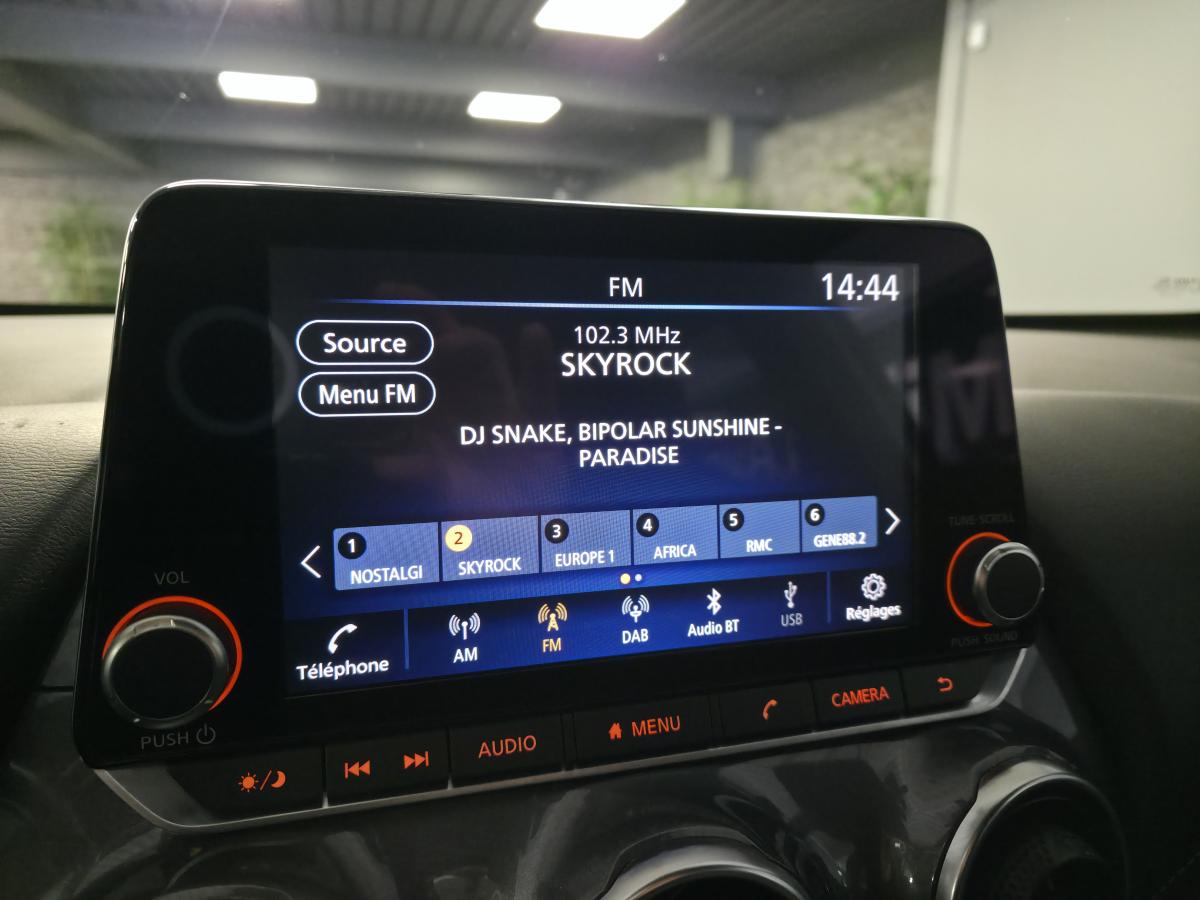 FM
14:44
Source
102.3 MHz
SKYROCK
Menu FM
DJ SNAKE, BIPOLAR SUNSHINE -
PARADISE
1
2
3
4
5
6
NOSTALGI
SKYROCK
EUROPE 1
AFRICA
RMC
GENE88.2
Téléphone
AM
FM
DAB
Audio BT
USB
Réglages
VOL
PUSH
TUNE·SCROLL
PUSH SOUND
AUDIO
MENU
CAMERA